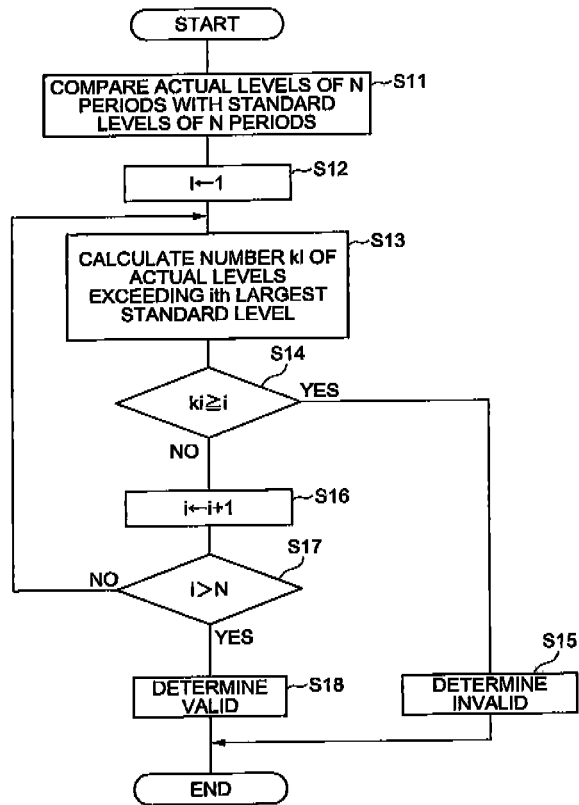 START
COMPARE ACTUAL LEVELS OF N
PERIODS WITH STANDARD
LEVELS OF N PERIODS
S11
I←1
S12
CALCULATE NUMBER kI OF
ACTUAL LEVELS
EXCEEDING ith LARGEST
STANDARD LEVEL
S13
S14
ki≧i
YES
NO
i←i+1
S16
S17
NO
i>N
YES
DETERMINE
VALID
S18
S15
DETERMINE
INVALID
END